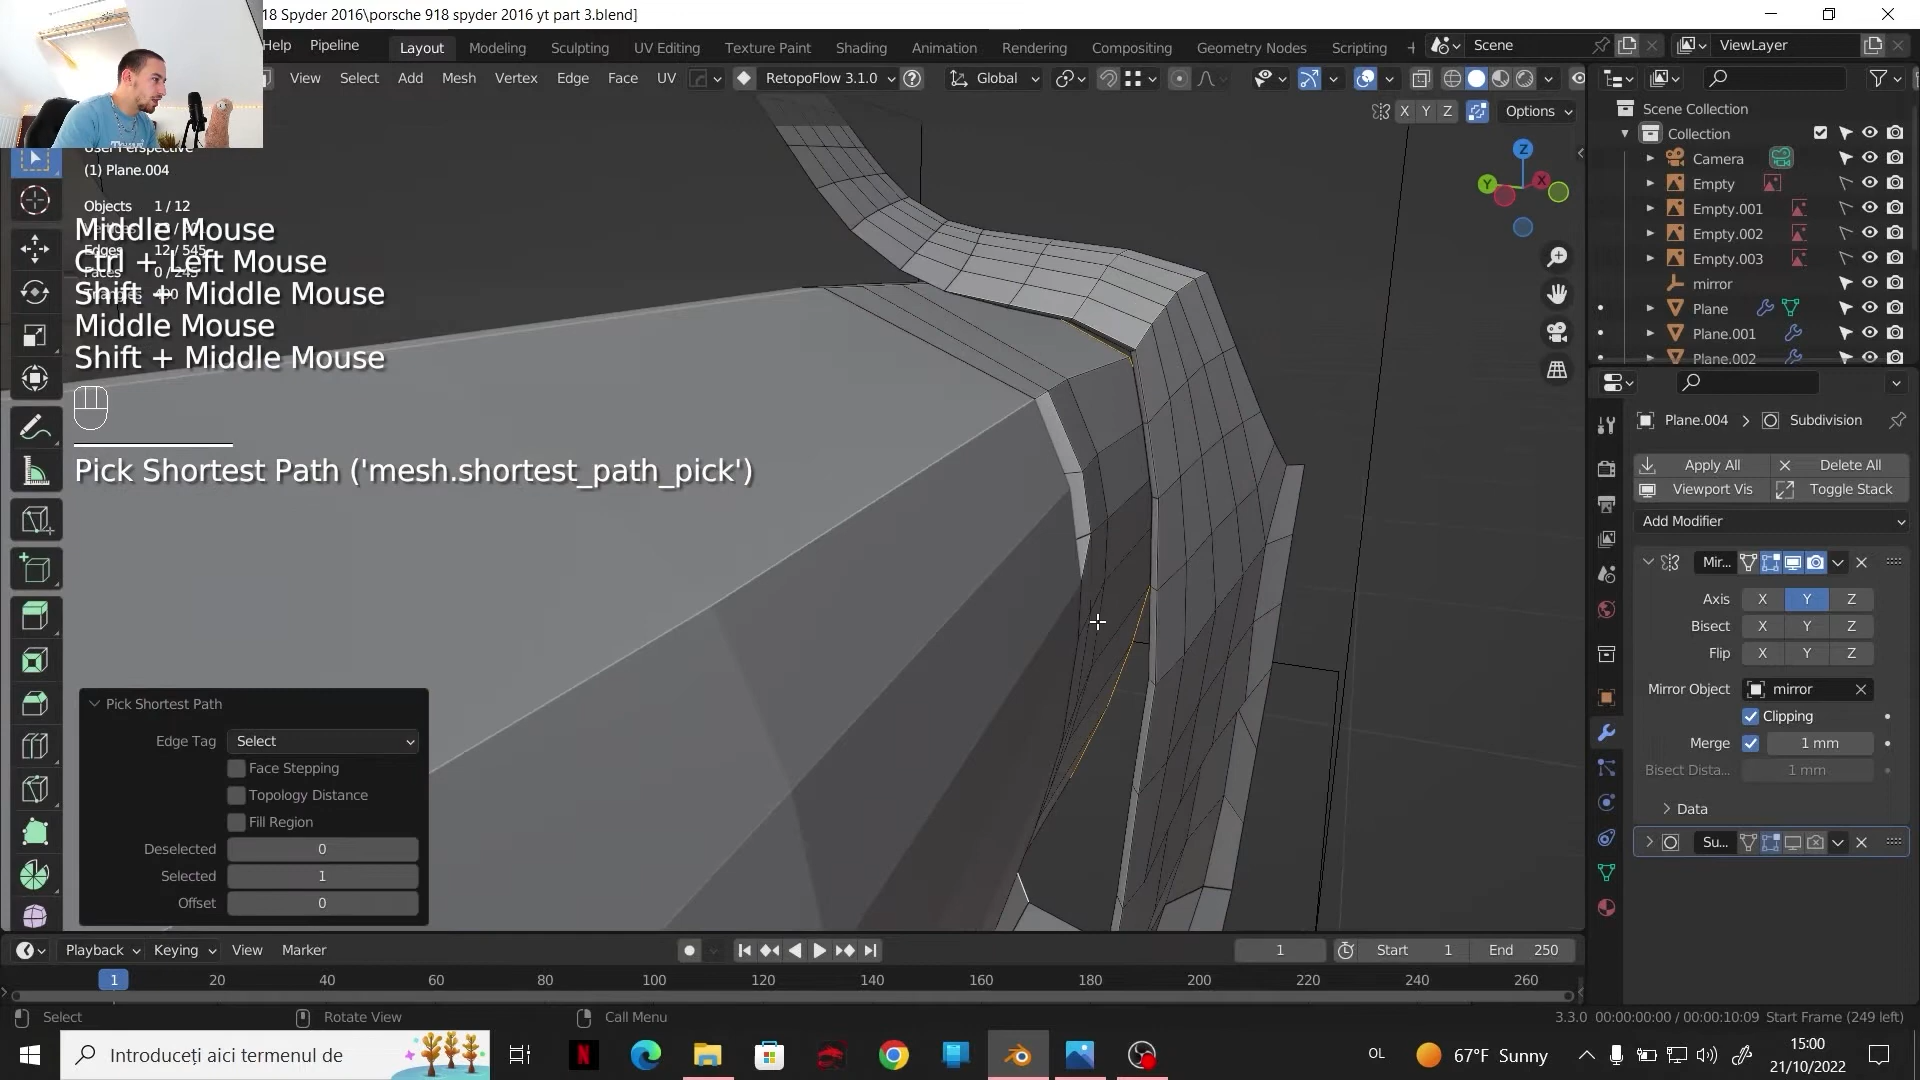 18 Spyder 2016\porsche 918 spyder 2016 yt part 3.blend]
Help Pipeline Layout Modeling Sculpting UV Editing Texture Paint Shading Animation Rendering Compositing Geometry Nodes Scripting Scene ViewLayer
View Select Add Mesh Vertex Edge Face UV RetopoFlow 3.1.0 Global
X Y Z Options
User Perspective
(1) Plane.004
Objects 1 / 12
Edges 12 / 545
Faces 0 / 245
Middle Mouse
Ctrl + Left Mouse
Shift + Middle Mouse
Middle Mouse
Shift + Middle Mouse
Pick Shortest Path ('mesh.shortest_path_pick')
Z
Y
X
Pick Shortest Path
Edge Tag Select
Face Stepping
Topology Distance
Fill Region
Deselected 0
Selected 1
Offset 0
Scene Collection
Collection
Camera
Empty
Empty.001
Empty.002
Empty.003
mirror
Plane
Plane.001
Plane.002
Plane.004 > Subdivision
Apply All Delete All
Viewport Vis Toggle Stack
Add Modifier
Mir...
Axis X Y Z
Bisect X Y Z
Flip X Y Z
Mirror Object mirror
Clipping
Merge 1 mm
Bisect Dista... 1 mm
Data
Su...
Playback Keying View Marker 1 Start 1 End 250
1 20 40 60 80 100 120 140 160 180 200 220 240 260
Select Rotate View Call Menu 3.3.0 00:00:00:00 / 00:00:10:09 Start Frame (249 left)
Introduceți aici termenul de
OL 67°F Sunny
15:00
21/10/2022